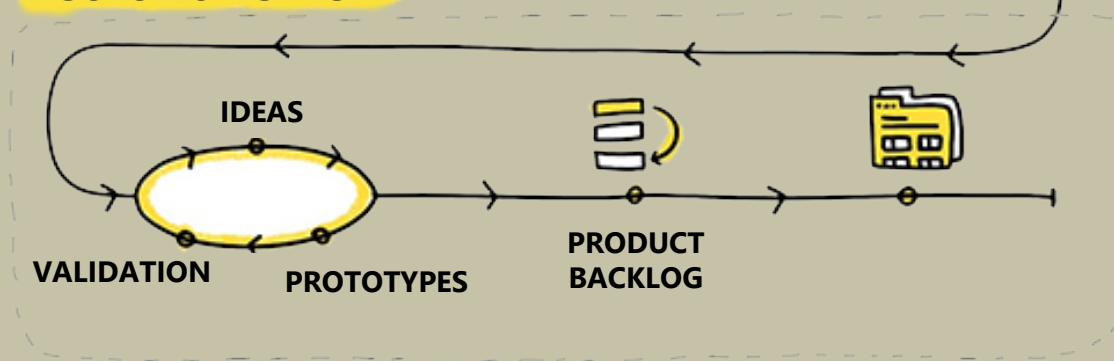 IDEAS
VALIDATION
PROTOTYPES
PRODUCT
BACKLOG